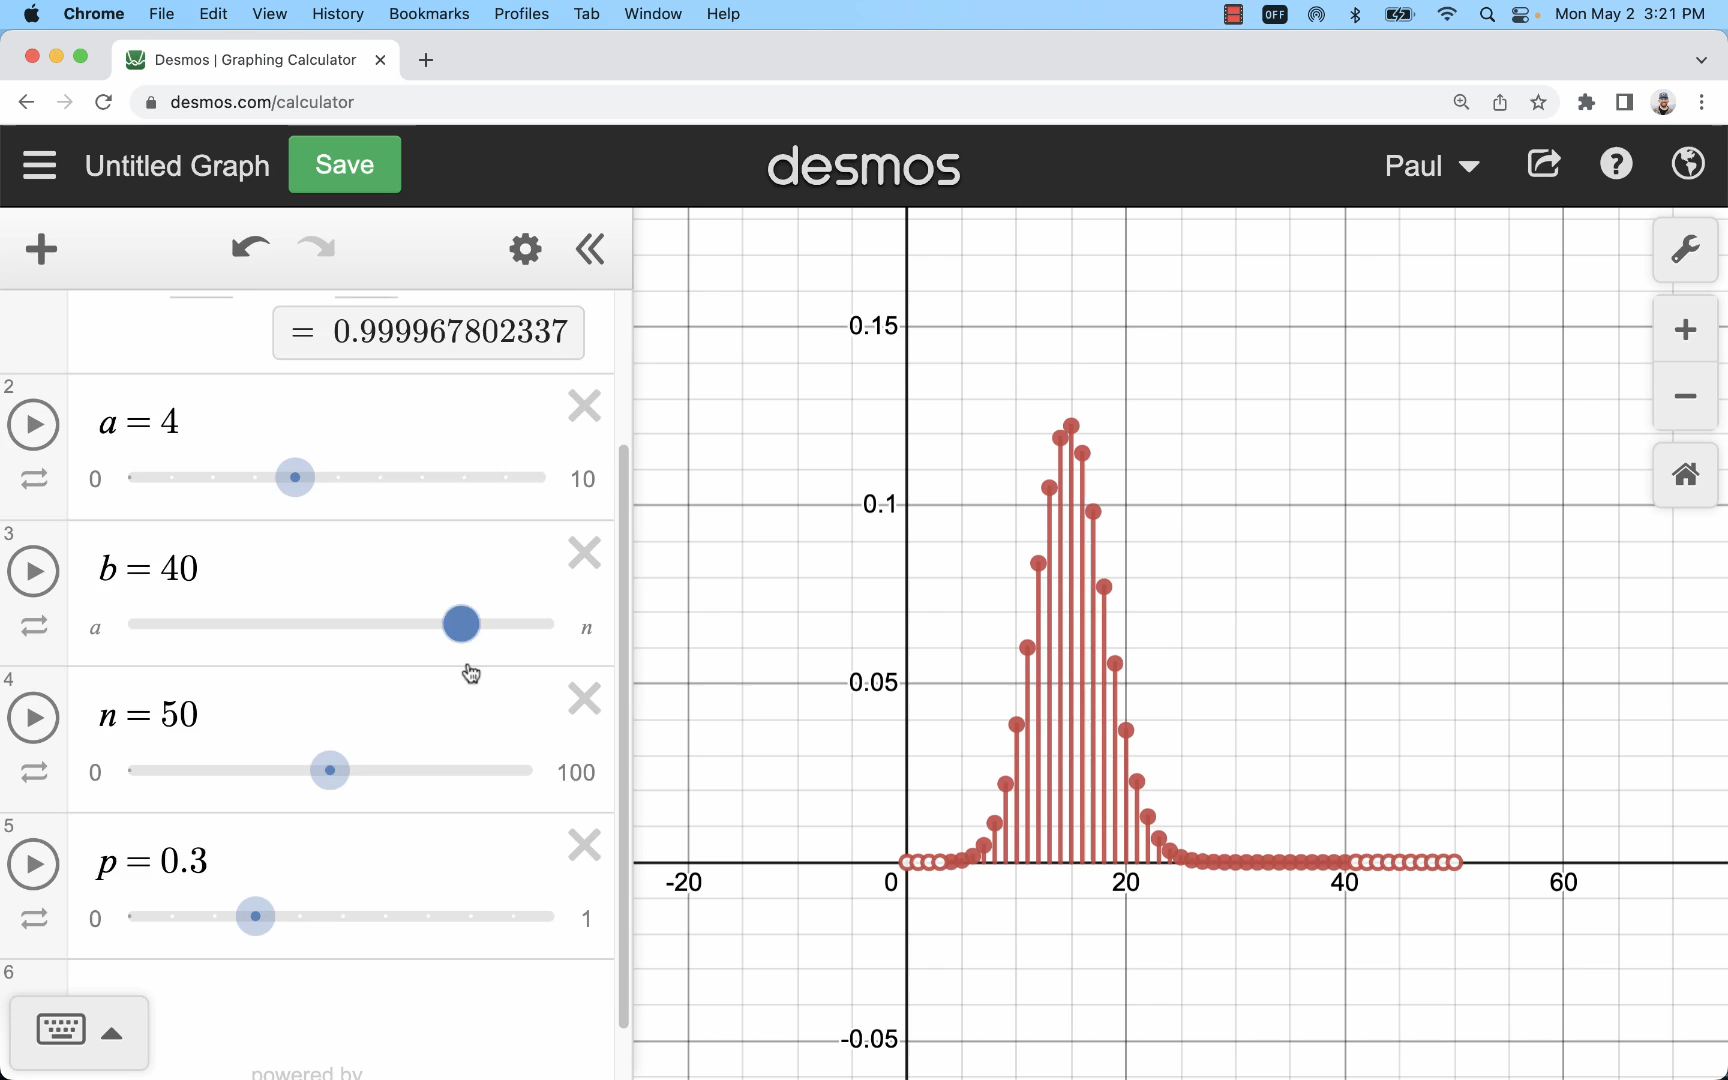 Chrome File Edit View History Bookmarks Profiles Tab Window Help OFF Mon May 2 3:21 PM
Desmos | Graphing Calculator
desmos.com/calculator
Untitled Graph Save desmos Paul
= 0.999967802337
2
a = 4
0 10
3
b = 40
a n
4
n = 50
0 100
5
p = 0.3
0 1
6
powered by
0.15
0.1
0.05
-20 0 20 40 60
-0.05